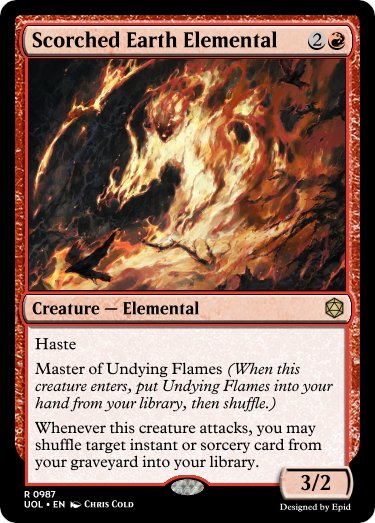 Scorched Earth Elemental 2
Creature — Elemental
Haste
Master of Undying Flames (When this
creature enters, put Undying Flames into your
hand from your library, then shuffle.)
Whenever this creature attacks, you may
shuffle target instant or sorcery card from
your graveyard into your library.
3/2
R 0987
UOL • EN Chris Cold
Designed by Epid